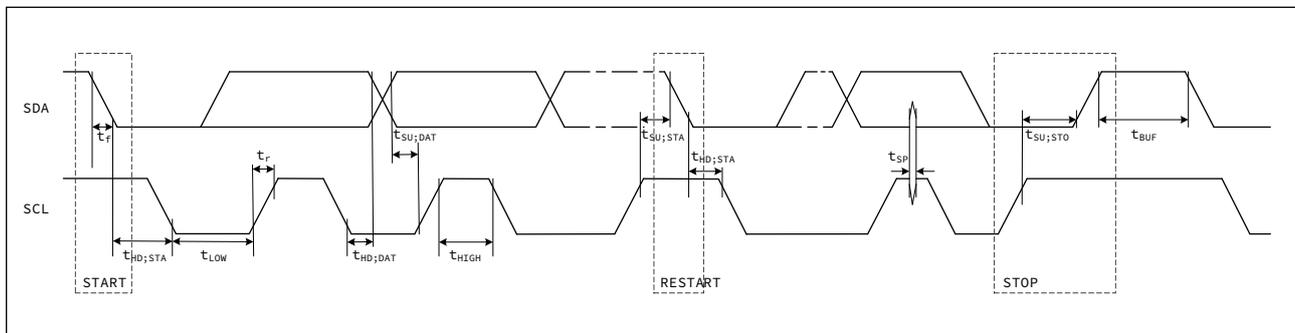 SDA
t_f
t_SU;DAT
t_SU;STA
t_SU;STO
t_BUF
t_r
t_HD;STA
t_SP
SCL
t_HD;STA
t_LOW
t_HD;DAT
t_HIGH
START
RESTART
STOP